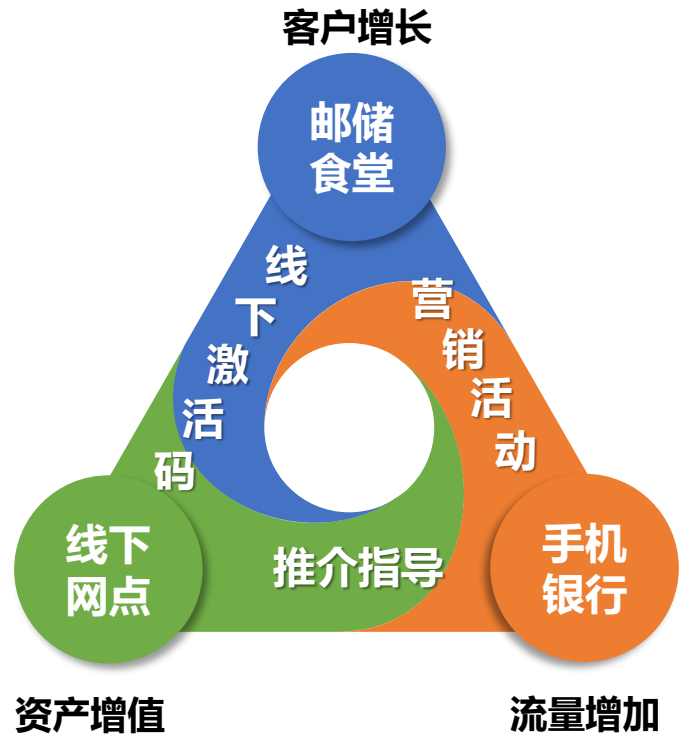 客户增长
邮储
食堂
线下激活码
营销活动
线下
网点
推介指导
手机
银行
资产增值
流量增加